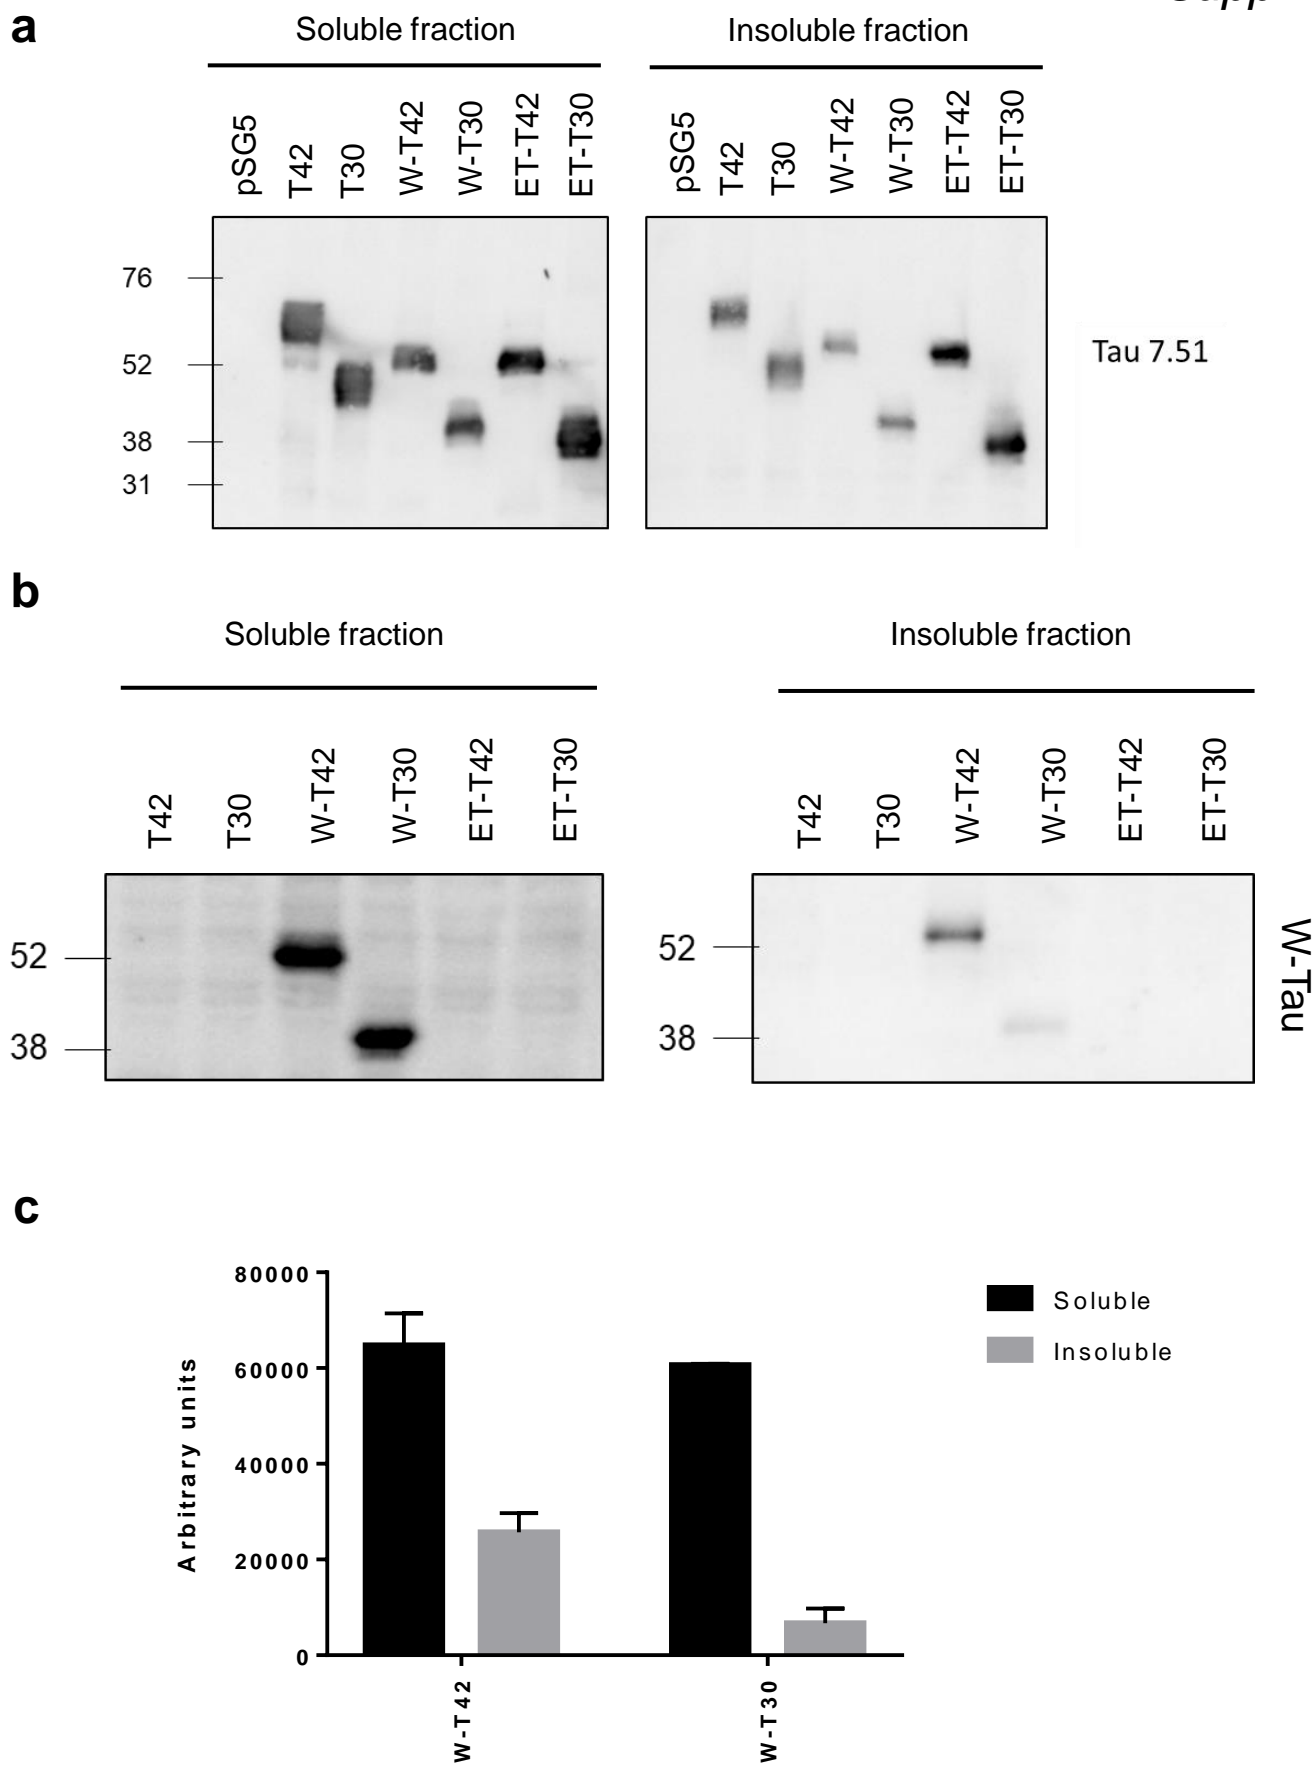 a
Soluble fraction
Insoluble fraction
pSG5
T42
T30
W-T42
W-T30
ET-T42
ET-T30
pSG5
T42
T30
W-T42
W-T30
ET-T42
ET-T30
76
52
38
31
Tau 7.51
b
Soluble fraction
Insoluble fraction
T42
T30
W-T42
W-T30
ET-T42
ET-T30
T42
T30
W-T42
W-T30
ET-T42
ET-T30
52
38
52
38
W-Tau
c
80000
60000
40000
20000
0
Arbitrary units
W-T42
W-T30
Soluble
Insoluble